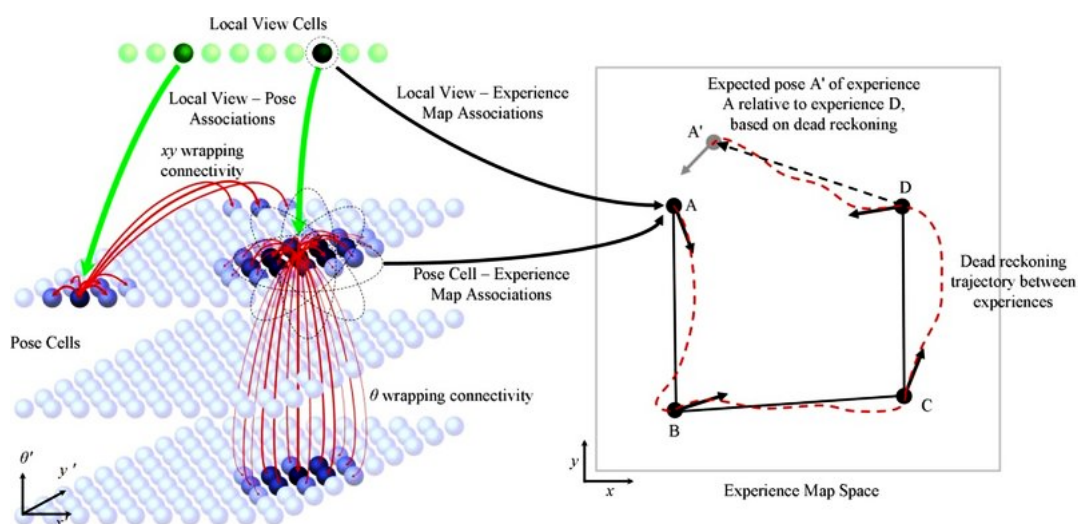 Local View Cells
Local View – Pose
Associations
Local View – Experience
Map Associations
xy wrapping
connectivity
Pose Cell – Experience
Map Associations
Pose Cells
θ wrapping connectivity
θ'
y'
x'
Expected pose A' of experience
A relative to experience D,
based on dead reckoning
A'
A
D
Dead reckoning
trajectory between
experiences
B
C
y
x
Experience Map Space